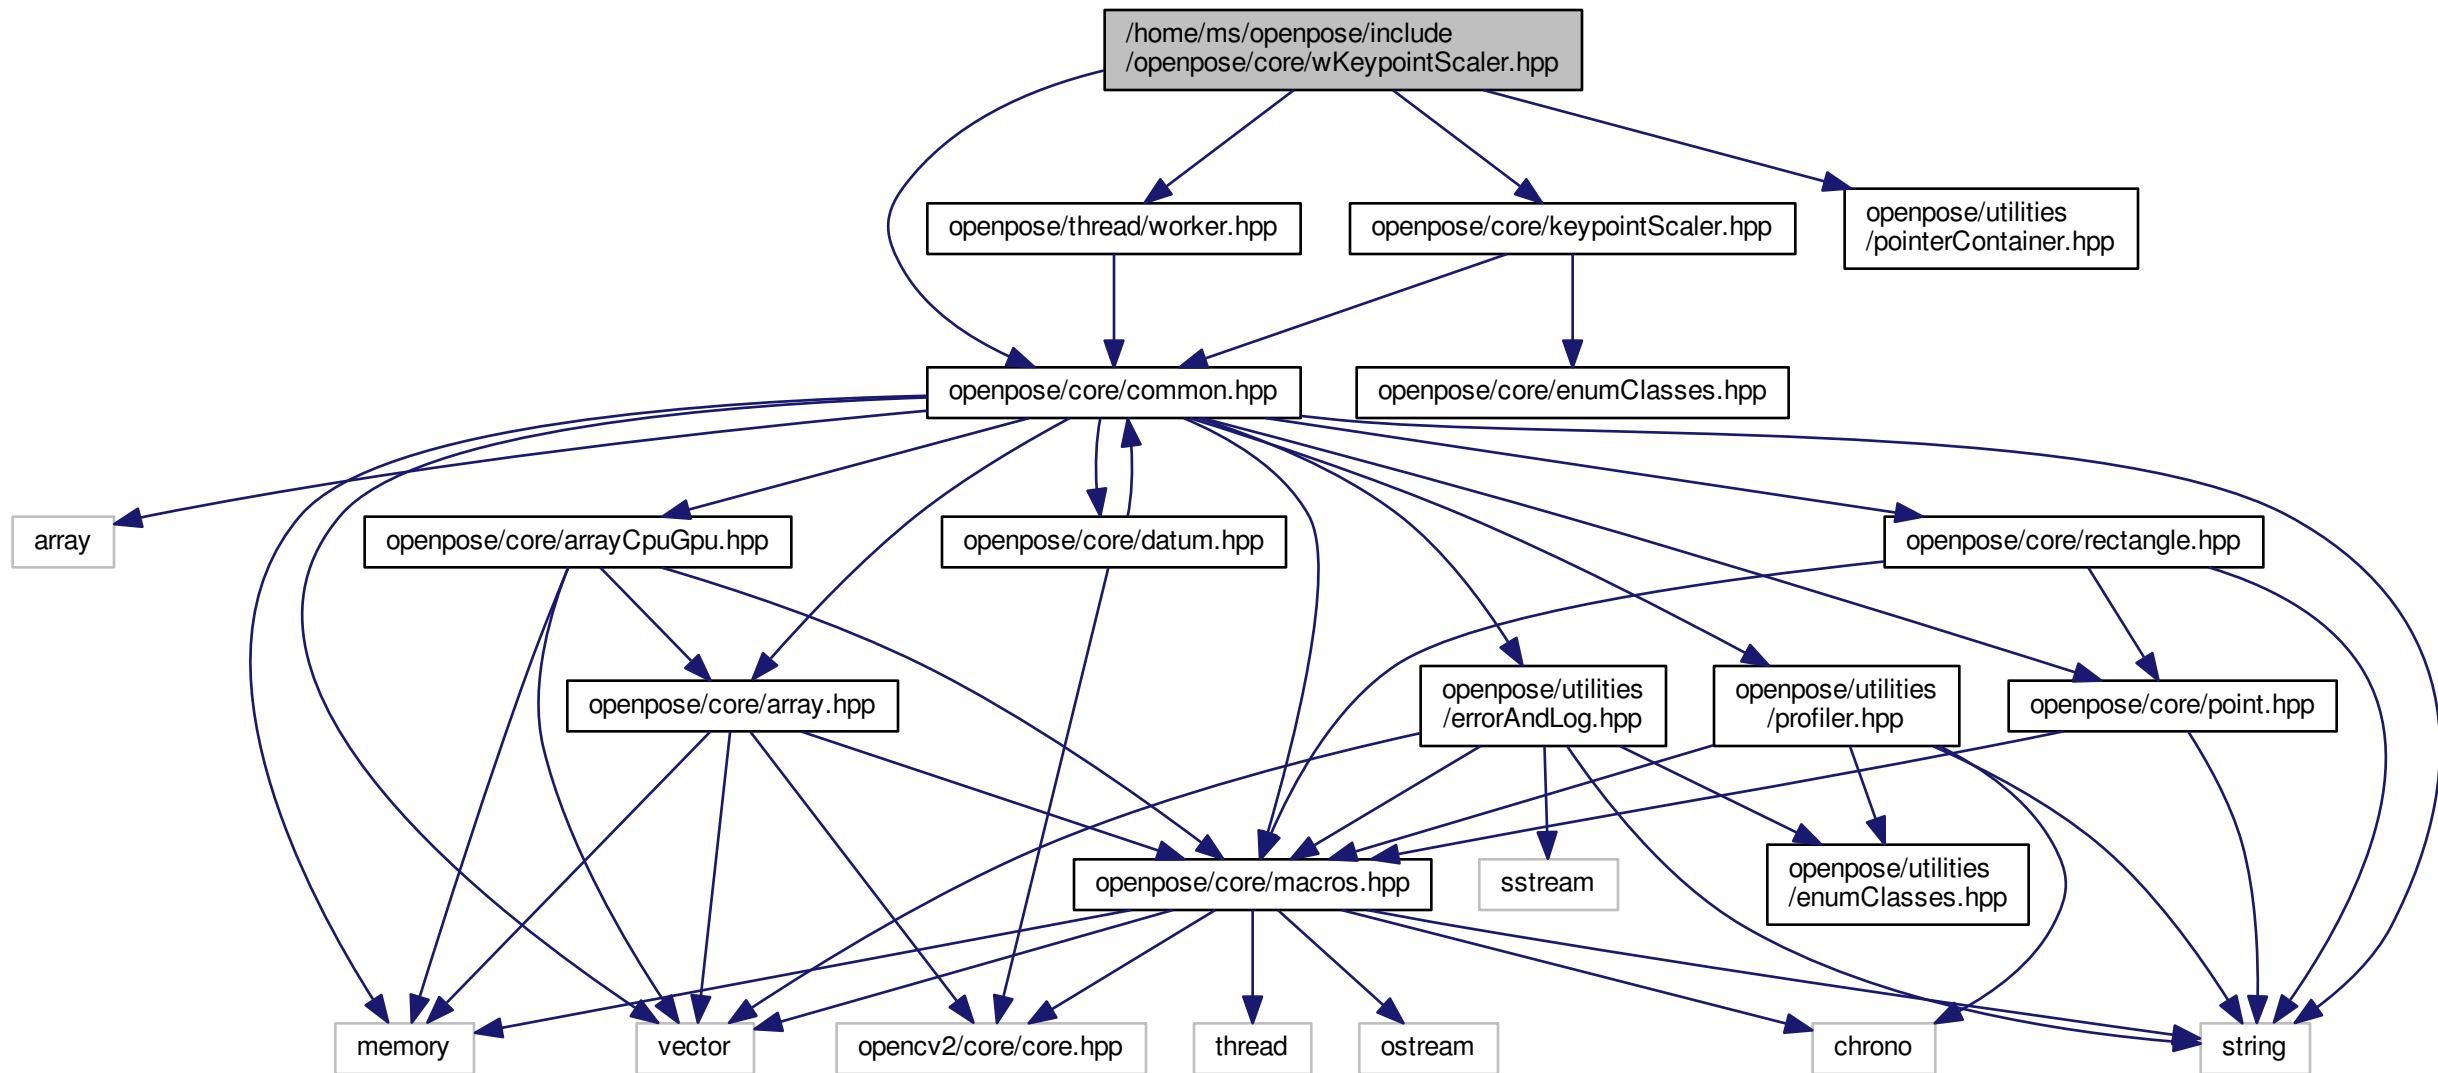 /home/ms/openpose/include
/openpose/core/wKeypointScaler.hpp
openpose/thread/worker.hpp
openpose/core/keypointScaler.hpp
openpose/utilities
/pointerContainer.hpp
openpose/core/common.hpp
openpose/core/enumClasses.hpp
array
openpose/core/arrayCpuGpu.hpp
openpose/core/datum.hpp
openpose/core/rectangle.hpp
openpose/core/array.hpp
openpose/utilities
/errorAndLog.hpp
openpose/utilities
/profiler.hpp
openpose/core/point.hpp
openpose/core/macros.hpp
sstream
openpose/utilities
/enumClasses.hpp
memory
vector
opencv2/core/core.hpp
thread
ostream
chrono
string